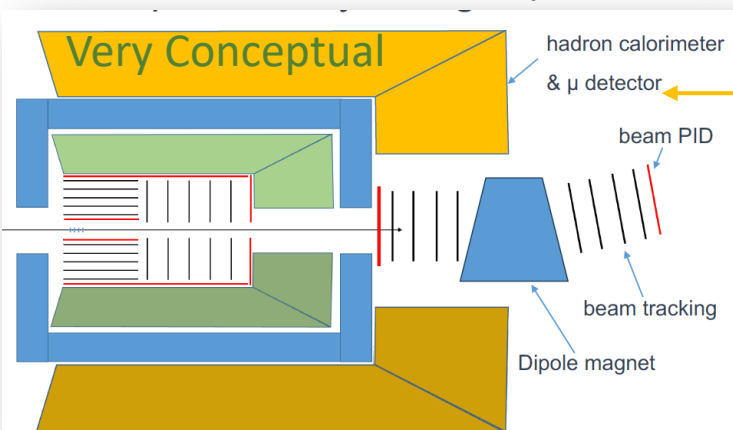 Very Conceptual
hadron calorimeter
& μ detector
beam PID
beam tracking
Dipole magnet